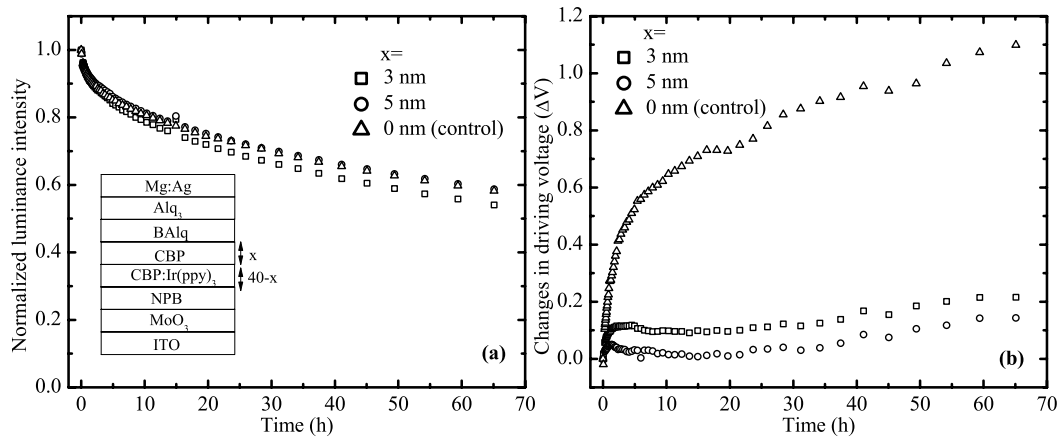 Normalized luminance intensity
1.0
0.8
0.6
0.4
0.2
0.0
x=
3 nm
5 nm
0 nm (control)
Mg:Ag
Alq3
BAlq
CBP
x
CBP:Ir(ppy)3
40-x
NPB
MoO3
ITO
(a)
0 10 20 30 40 50 60 70
Time (h)
Changes in driving voltage (ΔV)
1.2
1.0
0.8
0.6
0.4
0.2
0.0
x=
3 nm
5 nm
0 nm (control)
(b)
0 10 20 30 40 50 60 70
Time (h)